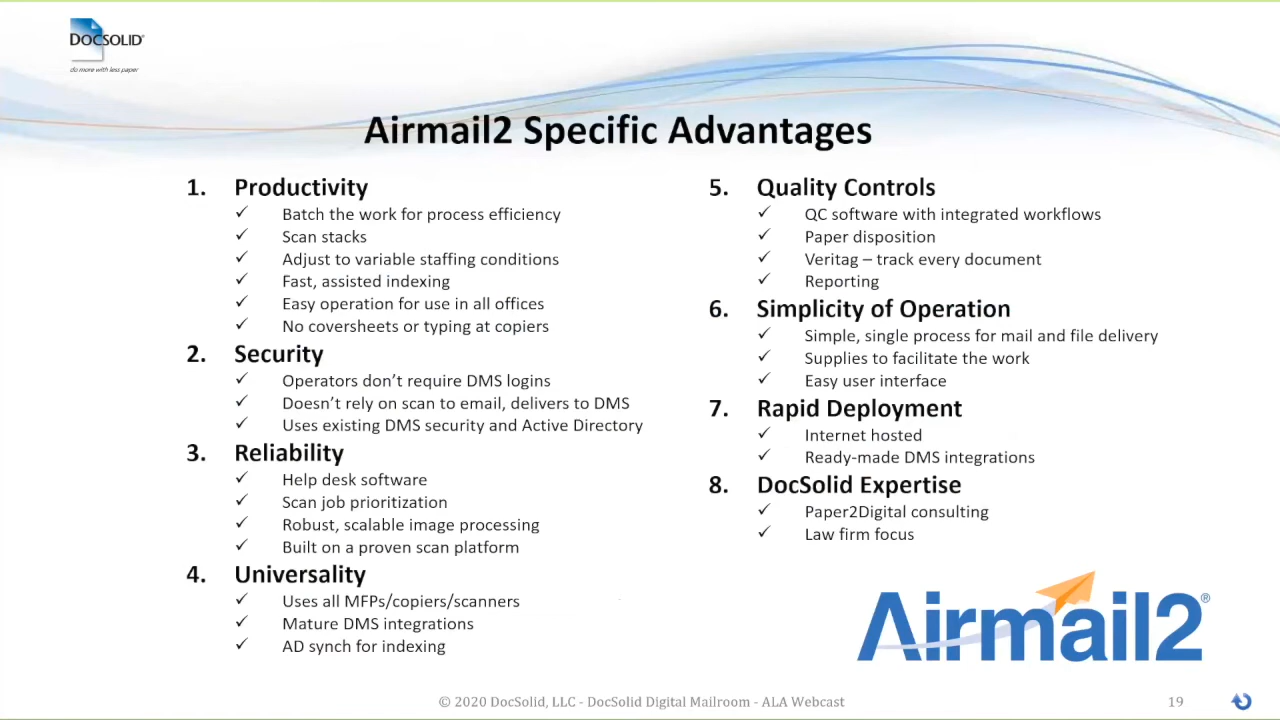 DOCSOLID®
do more with less paper
Airmail2 Specific Advantages
1. Productivity
✓ Batch the work for process efficiency
✓ Scan stacks
✓ Adjust to variable staffing conditions
✓ Fast, assisted indexing
✓ Easy operation for use in all offices
✓ No coversheets or typing at copiers
2. Security
✓ Operators don’t require DMS logins
✓ Doesn’t rely on scan to email, delivers to DMS
✓ Uses existing DMS security and Active Directory
3. Reliability
✓ Help desk software
✓ Scan job prioritization
✓ Robust, scalable image processing
✓ Built on a proven scan platform
4. Universality
✓ Uses all MFPs/copiers/scanners
✓ Mature DMS integrations
✓ AD synch for indexing
5. Quality Controls
✓ QC software with integrated workflows
✓ Paper disposition
✓ Veritag – track every document
✓ Reporting
6. Simplicity of Operation
✓ Simple, single process for mail and file delivery
✓ Supplies to facilitate the work
✓ Easy user interface
7. Rapid Deployment
✓ Internet hosted
✓ Ready-made DMS integrations
8. DocSolid Expertise
✓ Paper2Digital consulting
✓ Law firm focus
Airmail2®
© 2020 DocSolid, LLC - DocSolid Digital Mailroom - ALA Webcast
19